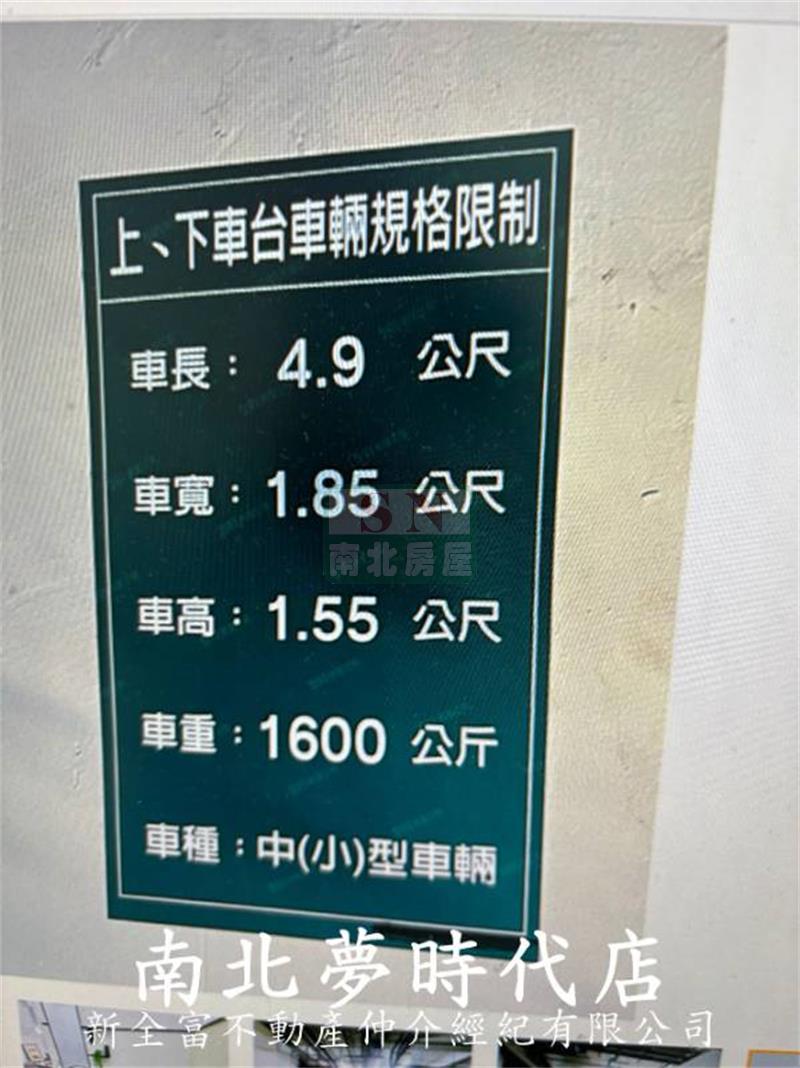 上、下車台車輛規格限制
車長： 4.9 公尺
車寬： 1.85 公尺
SN
南北房屋
車高： 1.55 公尺
車重： 1600 公斤
車種：中(小)型車輛
南北夢時代店
新全富不動產仲介經紀有限公司